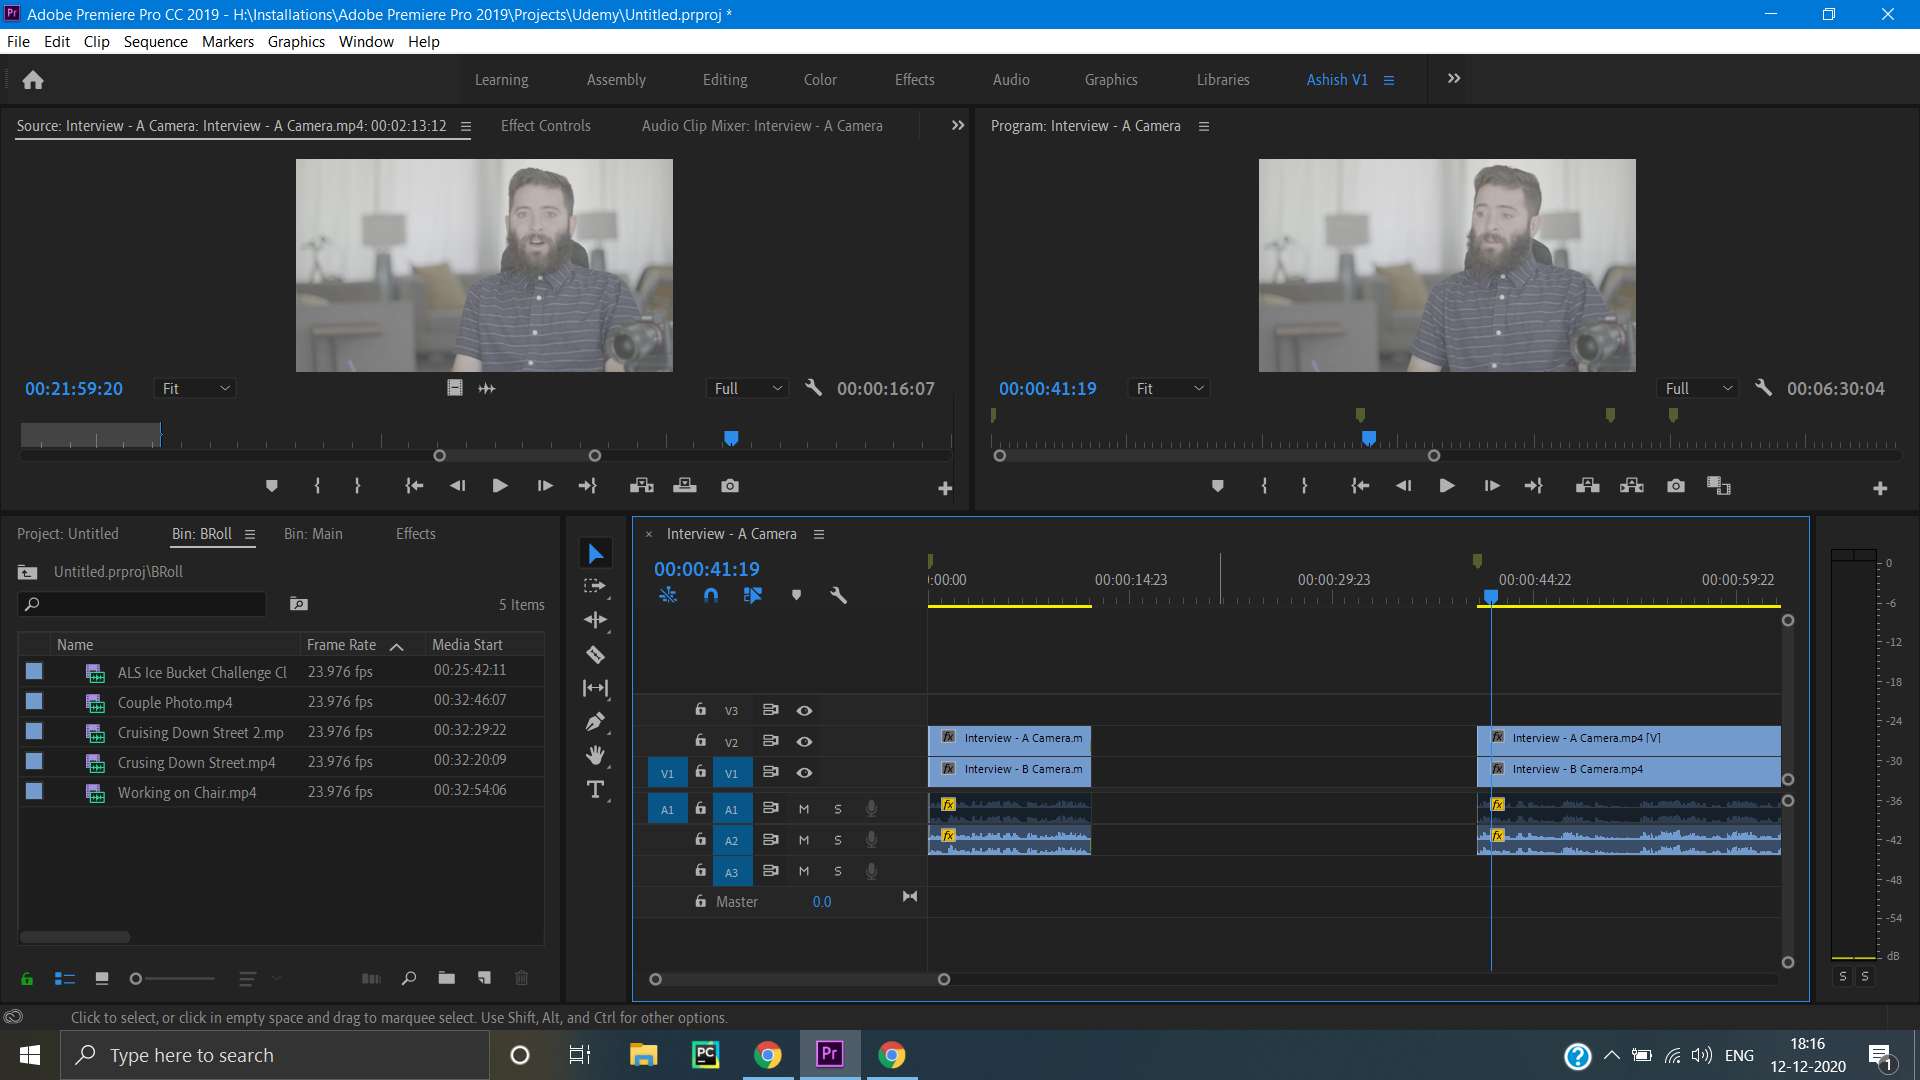 Pr Adobe Premiere Pro CC 2019 - H:\Installations\Adobe Premiere Pro 2019\Projects\Udemy\Untitled.prproj *
File Edit Clip Sequence Markers Graphics Window Help
Learning Assembly Editing Color Effects Audio Graphics Libraries Ashish V1
Source: Interview - A Camera: Interview - A Camera.mp4: 00:02:13:12 Effect Controls Audio Clip Mixer: Interview - A Camera
Program: Interview - A Camera
00:21:59:20 Fit Full 00:00:16:07
00:00:41:19 Fit Full 00:06:30:04
Project: Untitled Bin: BRoll Bin: Main Effects
Untitled.prproj\BRoll
5 Items
Name Frame Rate Media Start
ALS Ice Bucket Challenge Cl 23.976 fps 00:25:42:11
Couple Photo.mp4 23.976 fps 00:32:46:07
Cruising Down Street 2.mp 23.976 fps 00:32:29:22
Crusing Down Street.mp4 23.976 fps 00:32:20:09
Working on Chair.mp4 23.976 fps 00:32:54:06
T
Interview - A Camera
00:00:41:19
:00:00 00:00:14:23 00:00:29:23 00:00:44:22 00:00:59:22
V3
V2 fx Interview - A Camera.m fx Interview - A Camera.mp4 [V]
V1 V1 fx Interview - B Camera.m fx Interview - B Camera.mp4
A1 A1 M S fx fx
A2 M S fx fx
A3 M S
Master 0.0
0
-6
-12
-18
-24
-30
-36
-42
-48
-54
dB
S S
Click to select, or click in empty space and drag to marquee select. Use Shift, Alt, and Ctrl for other options.
Type here to search
PC
Pr
ENG
18:16
12-12-2020
1